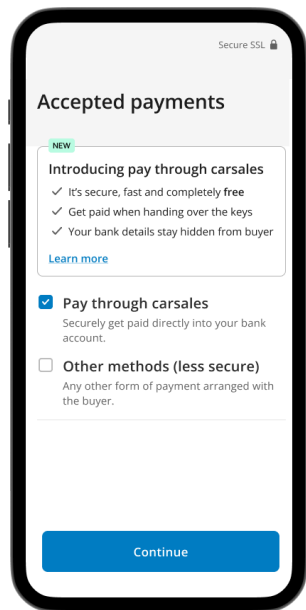 Secure SSL
Accepted payments
NEW
Introducing pay through carsales
It's secure, fast and completely free
Get paid when handing over the keys
Your bank details stay hidden from buyer
Learn more
Pay through carsales
Securely get paid directly into your bank
account.
Other methods (less secure)
Any other form of payment arranged with
the buyer.
Continue